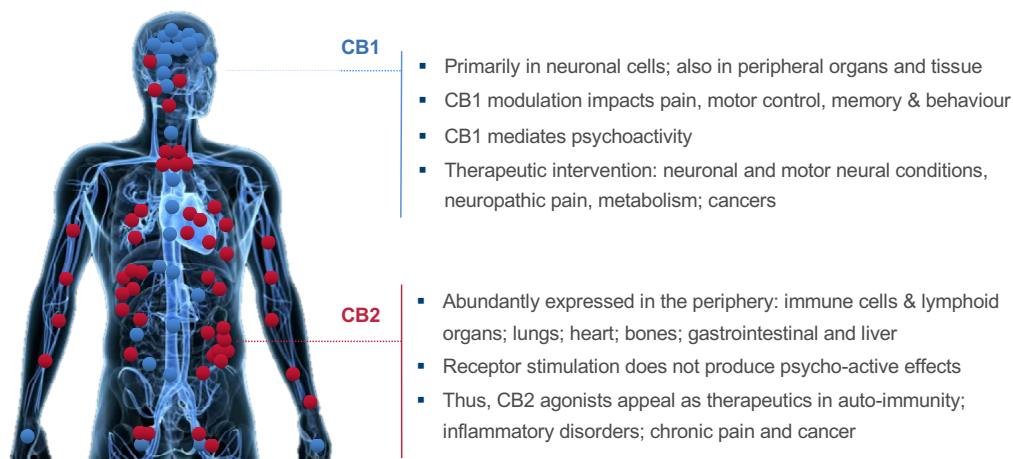 CB1
▪ Primarily in neuronal cells; also in peripheral organs and tissue
▪ CB1 modulation impacts pain, motor control, memory & behaviour
▪ CB1 mediates psychoactivity
▪ Therapeutic intervention: neuronal and motor neural conditions,
neuropathic pain, metabolism; cancers
CB2
▪ Abundantly expressed in the periphery: immune cells & lymphoid
organs; lungs; heart; bones; gastrointestinal and liver
▪ Receptor stimulation does not produce psycho-active effects
▪ Thus, CB2 agonists appeal as therapeutics in auto-immunity;
inflammatory disorders; chronic pain and cancer